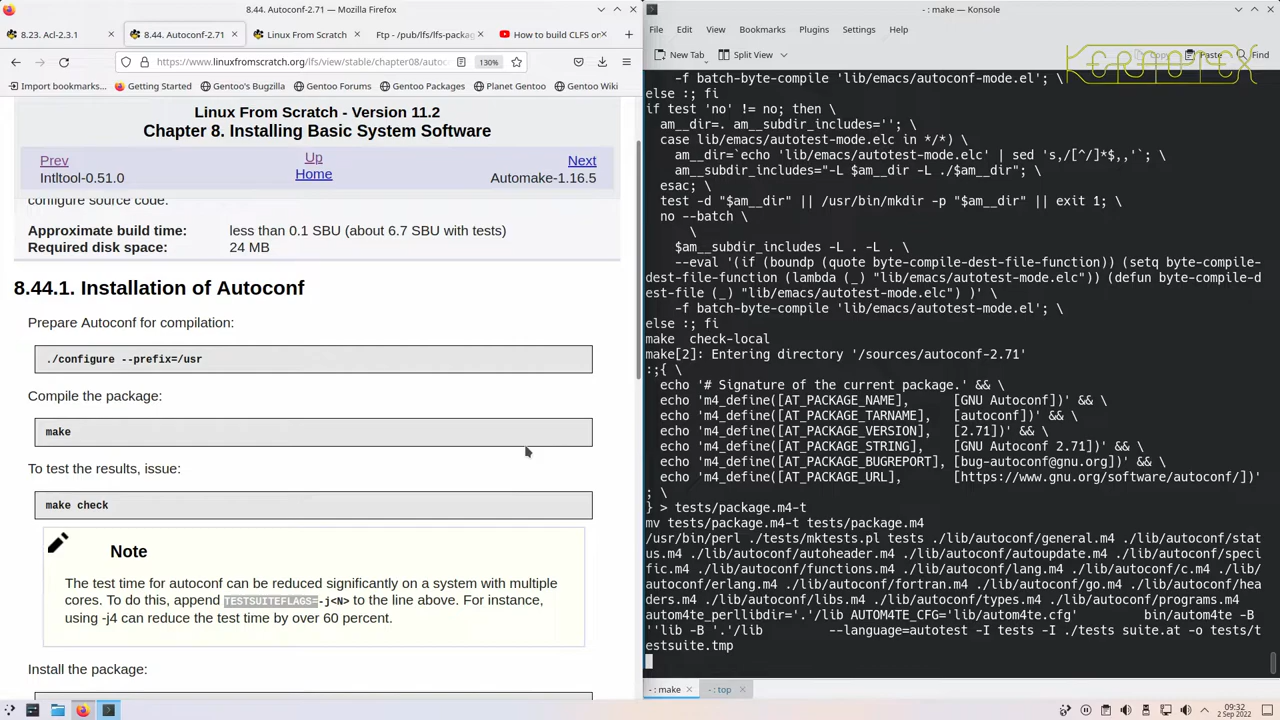 8.44. Autoconf-2.71 — Mozilla Firefox
8.23. Acl-2.3.1
8.44. Autoconf-2.71
Linux From Scratch
Ftp - /pub/lfs/lfs-packag
How to build CLFS on
https://www.linuxfromscratch.org/lfs/view/stable/chapter08/autoc
110%
Import bookmarks...
Getting Started
Gentoo's Bugzilla
Gentoo Forums
Gentoo Packages
Planet Gentoo
Gentoo Wiki
Linux From Scratch - Version 11.2
Chapter 8. Installing Basic System Software
Prev
Up
Next
Intltool-0.51.0
Home
Automake-1.16.5
configure source code.
Approximate build time: less than 0.1 SBU (about 6.7 SBU with tests)
Required disk space: 24 MB
8.44.1. Installation of Autoconf
Prepare Autoconf for compilation:
./configure --prefix=/usr
Compile the package:
make
To test the results, issue:
make check
Note
The test time for autoconf can be reduced significantly on a system with multiple
cores. To do this, append TESTSUITEFLAGS=-j<N> to the line above. For instance,
using -j4 can reduce the test time by over 60 percent.
Install the package:
- : make — Konsole
File Edit View Bookmarks Plugins Settings Help
New Tab
Split View
Copy
Paste
Find
-f batch-byte-compile 'lib/emacs/autoconf-mode.el'; \
else :; fi
if test 'no' != no; then \
am__dir=. am__subdir_includes=''; \
case lib/emacs/autotest-mode.elc in */*) \
am__dir=`echo 'lib/emacs/autotest-mode.elc' | sed 's,/[^/]*$,,'`; \
am__subdir_includes="-L $am__dir -L ./$am__dir"; \
esac; \
test -d "$am__dir" || /usr/bin/mkdir -p "$am__dir" || exit 1; \
no --batch \
\
$am__subdir_includes -L . -L . \
--eval '(if (boundp (quote byte-compile-dest-file-function)) (setq byte-compile-
dest-file-function (lambda (_) "lib/emacs/autotest-mode.elc")) (defun byte-compile-d
est-file (_) "lib/emacs/autotest-mode.elc") )' \
-f batch-byte-compile 'lib/emacs/autotest-mode.el'; \
else :; fi
make  check-local
make[2]: Entering directory '/sources/autoconf-2.71'
:;{ \
echo '# Signature of the current package.' && \
echo 'm4_define([AT_PACKAGE_NAME],      [GNU Autoconf])' && \
echo 'm4_define([AT_PACKAGE_TARNAME],   [autoconf])' && \
echo 'm4_define([AT_PACKAGE_VERSION],   [2.71])' && \
echo 'm4_define([AT_PACKAGE_STRING],    [GNU Autoconf 2.71])' && \
echo 'm4_define([AT_PACKAGE_BUGREPORT], [bug-autoconf@gnu.org])' && \
echo 'm4_define([AT_PACKAGE_URL],       [https://www.gnu.org/software/autoconf/])'
; \
} > tests/package.m4-t
mv tests/package.m4-t tests/package.m4
/usr/bin/perl ./tests/mktests.pl tests ./lib/autoconf/general.m4 ./lib/autoconf/stat
us.m4 ./lib/autoconf/autoheader.m4 ./lib/autoconf/autoupdate.m4 ./lib/autoconf/speci
fic.m4 ./lib/autoconf/functions.m4 ./lib/autoconf/lang.m4 ./lib/autoconf/c.m4 ./lib/
autoconf/erlang.m4 ./lib/autoconf/fortran.m4 ./lib/autoconf/go.m4 ./lib/autoconf/hea
ders.m4 ./lib/autoconf/libs.m4 ./lib/autoconf/types.m4 ./lib/autoconf/programs.m4
autom4te_perllibdir='.'/lib AUTOM4TE_CFG='lib/autom4te.cfg'         bin/autom4te -B
''lib -B '.'/lib         --language=autotest -I tests -I ./tests suite.at -o tests/t
estsuite.tmp
- : make
- : top
09:32
2 Sep 2022